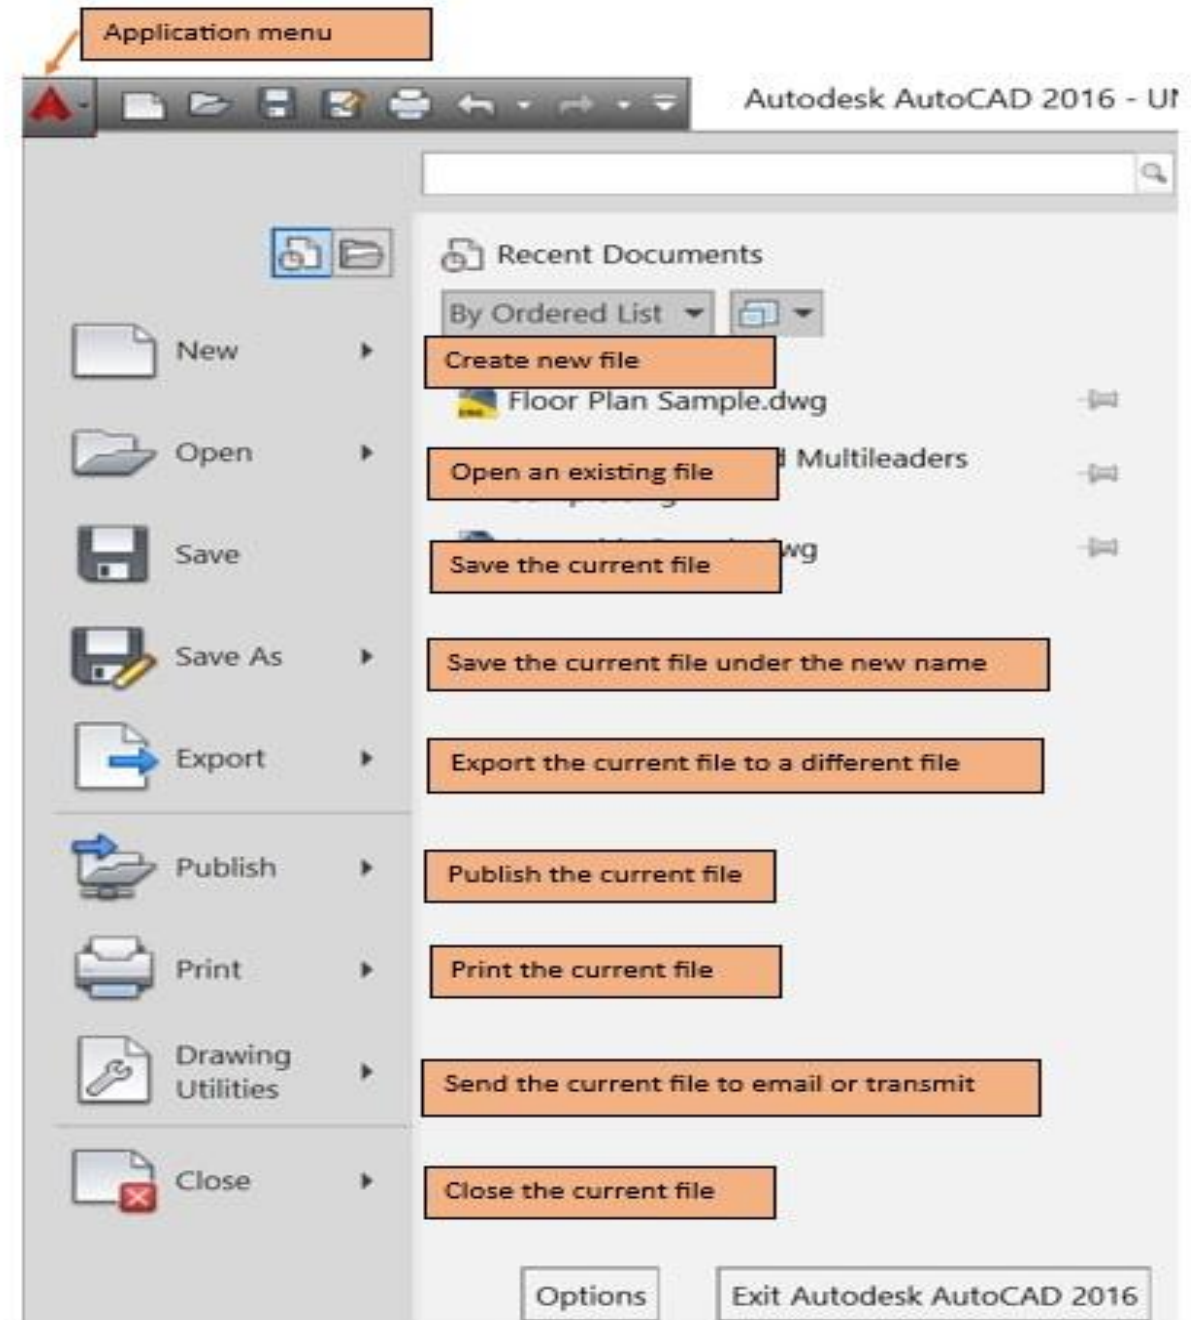 Application menu
Autodesk AutoCAD 2016 - UN
Recent Documents
By Ordered List
New
Create new file
Floor Plan Sample.dwg
Open
Open an existing file
Multileaders
Save
Save the current file
wg
Save As
Save the current file under the new name
Export
Export the current file to a different file
Publish
Publish the current file
Print
Print the current file
Drawing
Utilities
Send the current file to email or transmit
Close
Close the current file
Options
Exit Autodesk AutoCAD 2016